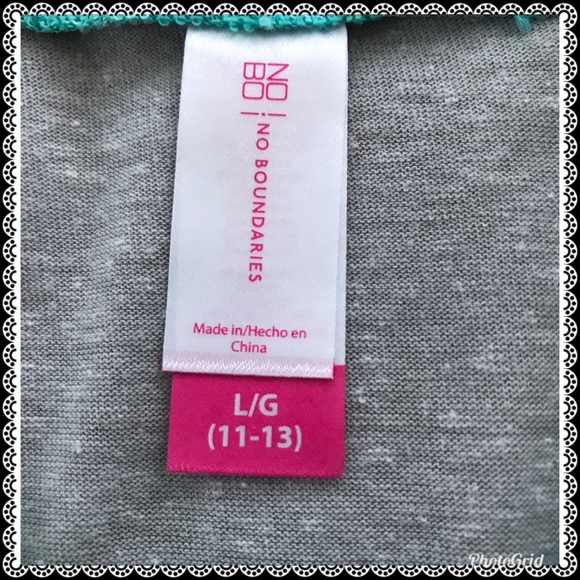 NO
BO
NO BOUNDARIES
Made in/Hecho en
China
L/G
(11-13)
PhotoGrid